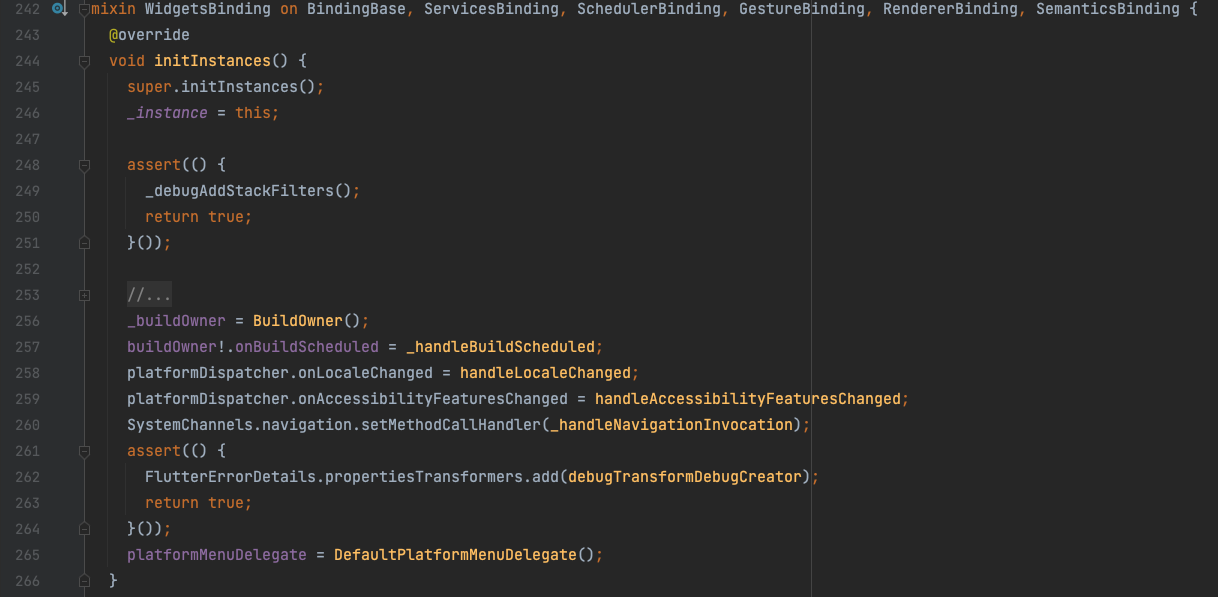 242 mixin WidgetsBinding on BindingBase, ServicesBinding, SchedulerBinding, GestureBinding, RendererBinding, SemanticsBinding {
243 @override
244 void initInstances() {
245 super.initInstances();
246 _instance = this;
247
248 assert(() {
249 _debugAddStackFilters();
250 return true;
251 }());
252
253 //...
256 _buildOwner = BuildOwner();
257 buildOwner!.onBuildScheduled = _handleBuildScheduled;
258 platformDispatcher.onLocaleChanged = handleLocaleChanged;
259 platformDispatcher.onAccessibilityFeaturesChanged = handleAccessibilityFeaturesChanged;
260 SystemChannels.navigation.setMethodCallHandler(_handleNavigationInvocation);
261 assert(() {
262 FlutterErrorDetails.propertiesTransformers.add(debugTransformDebugCreator);
263 return true;
264 }());
265 platformMenuDelegate = DefaultPlatformMenuDelegate();
266 }